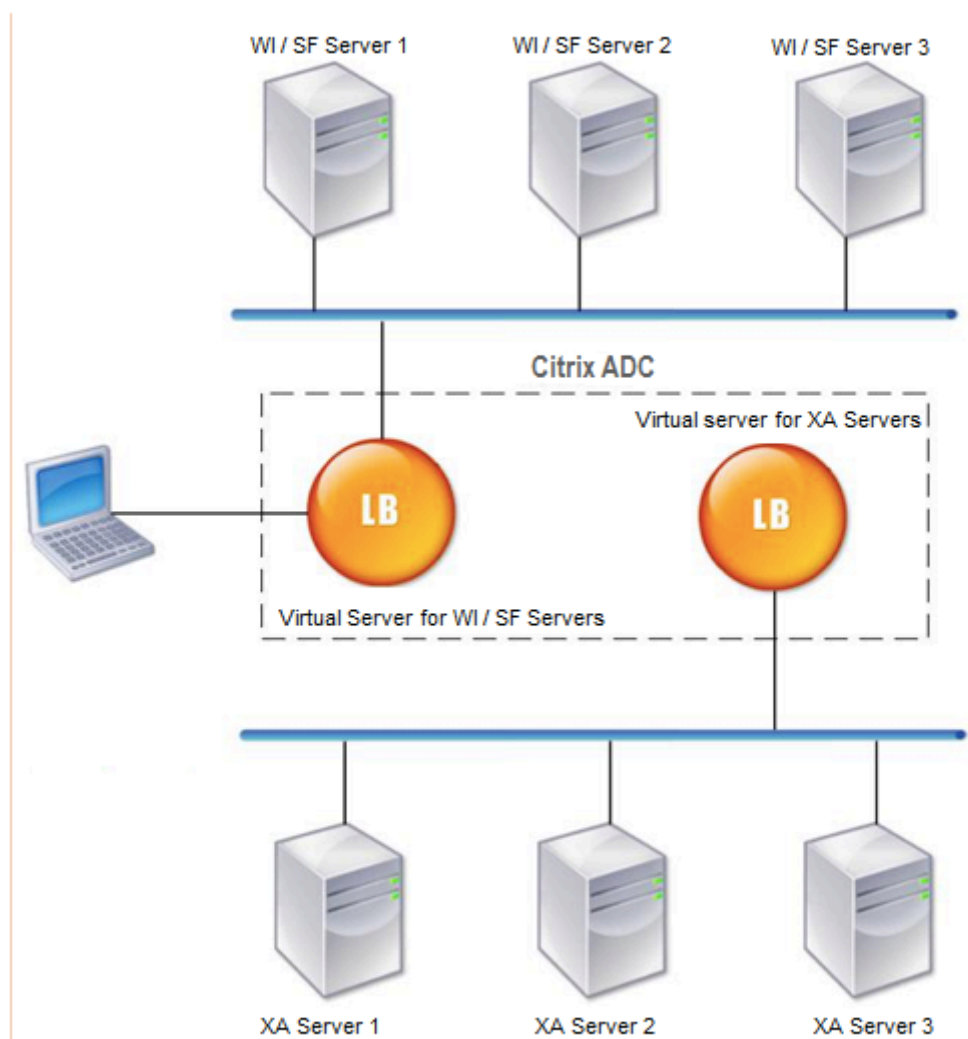 WI / SF Server 1
WI / SF Server 2
WI / SF Server 3
Citrix ADC
Virtual server for XA Servers
LB
LB
Virtual Server for WI / SF Servers
XA Server 1
XA Server 2
XA Server 3